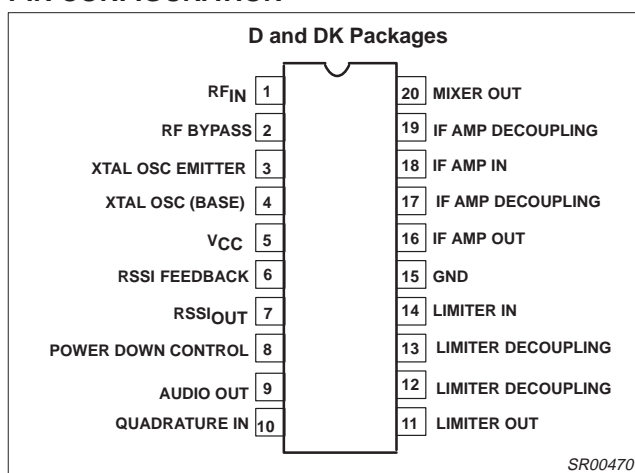 D and DK Packages
RFIN 1
20 MIXER OUT
RF BYPASS 2
19 IF AMP DECOUPLING
XTAL OSC EMITTER 3
18 IF AMP IN
XTAL OSC (BASE) 4
17 IF AMP DECOUPLING
VCC 5
16 IF AMP OUT
RSSI FEEDBACK 6
15 GND
RSSIOUT 7
14 LIMITER IN
POWER DOWN CONTROL 8
13 LIMITER DECOUPLING
AUDIO OUT 9
12 LIMITER DECOUPLING
QUADRATURE IN 10
11 LIMITER OUT
SR00470